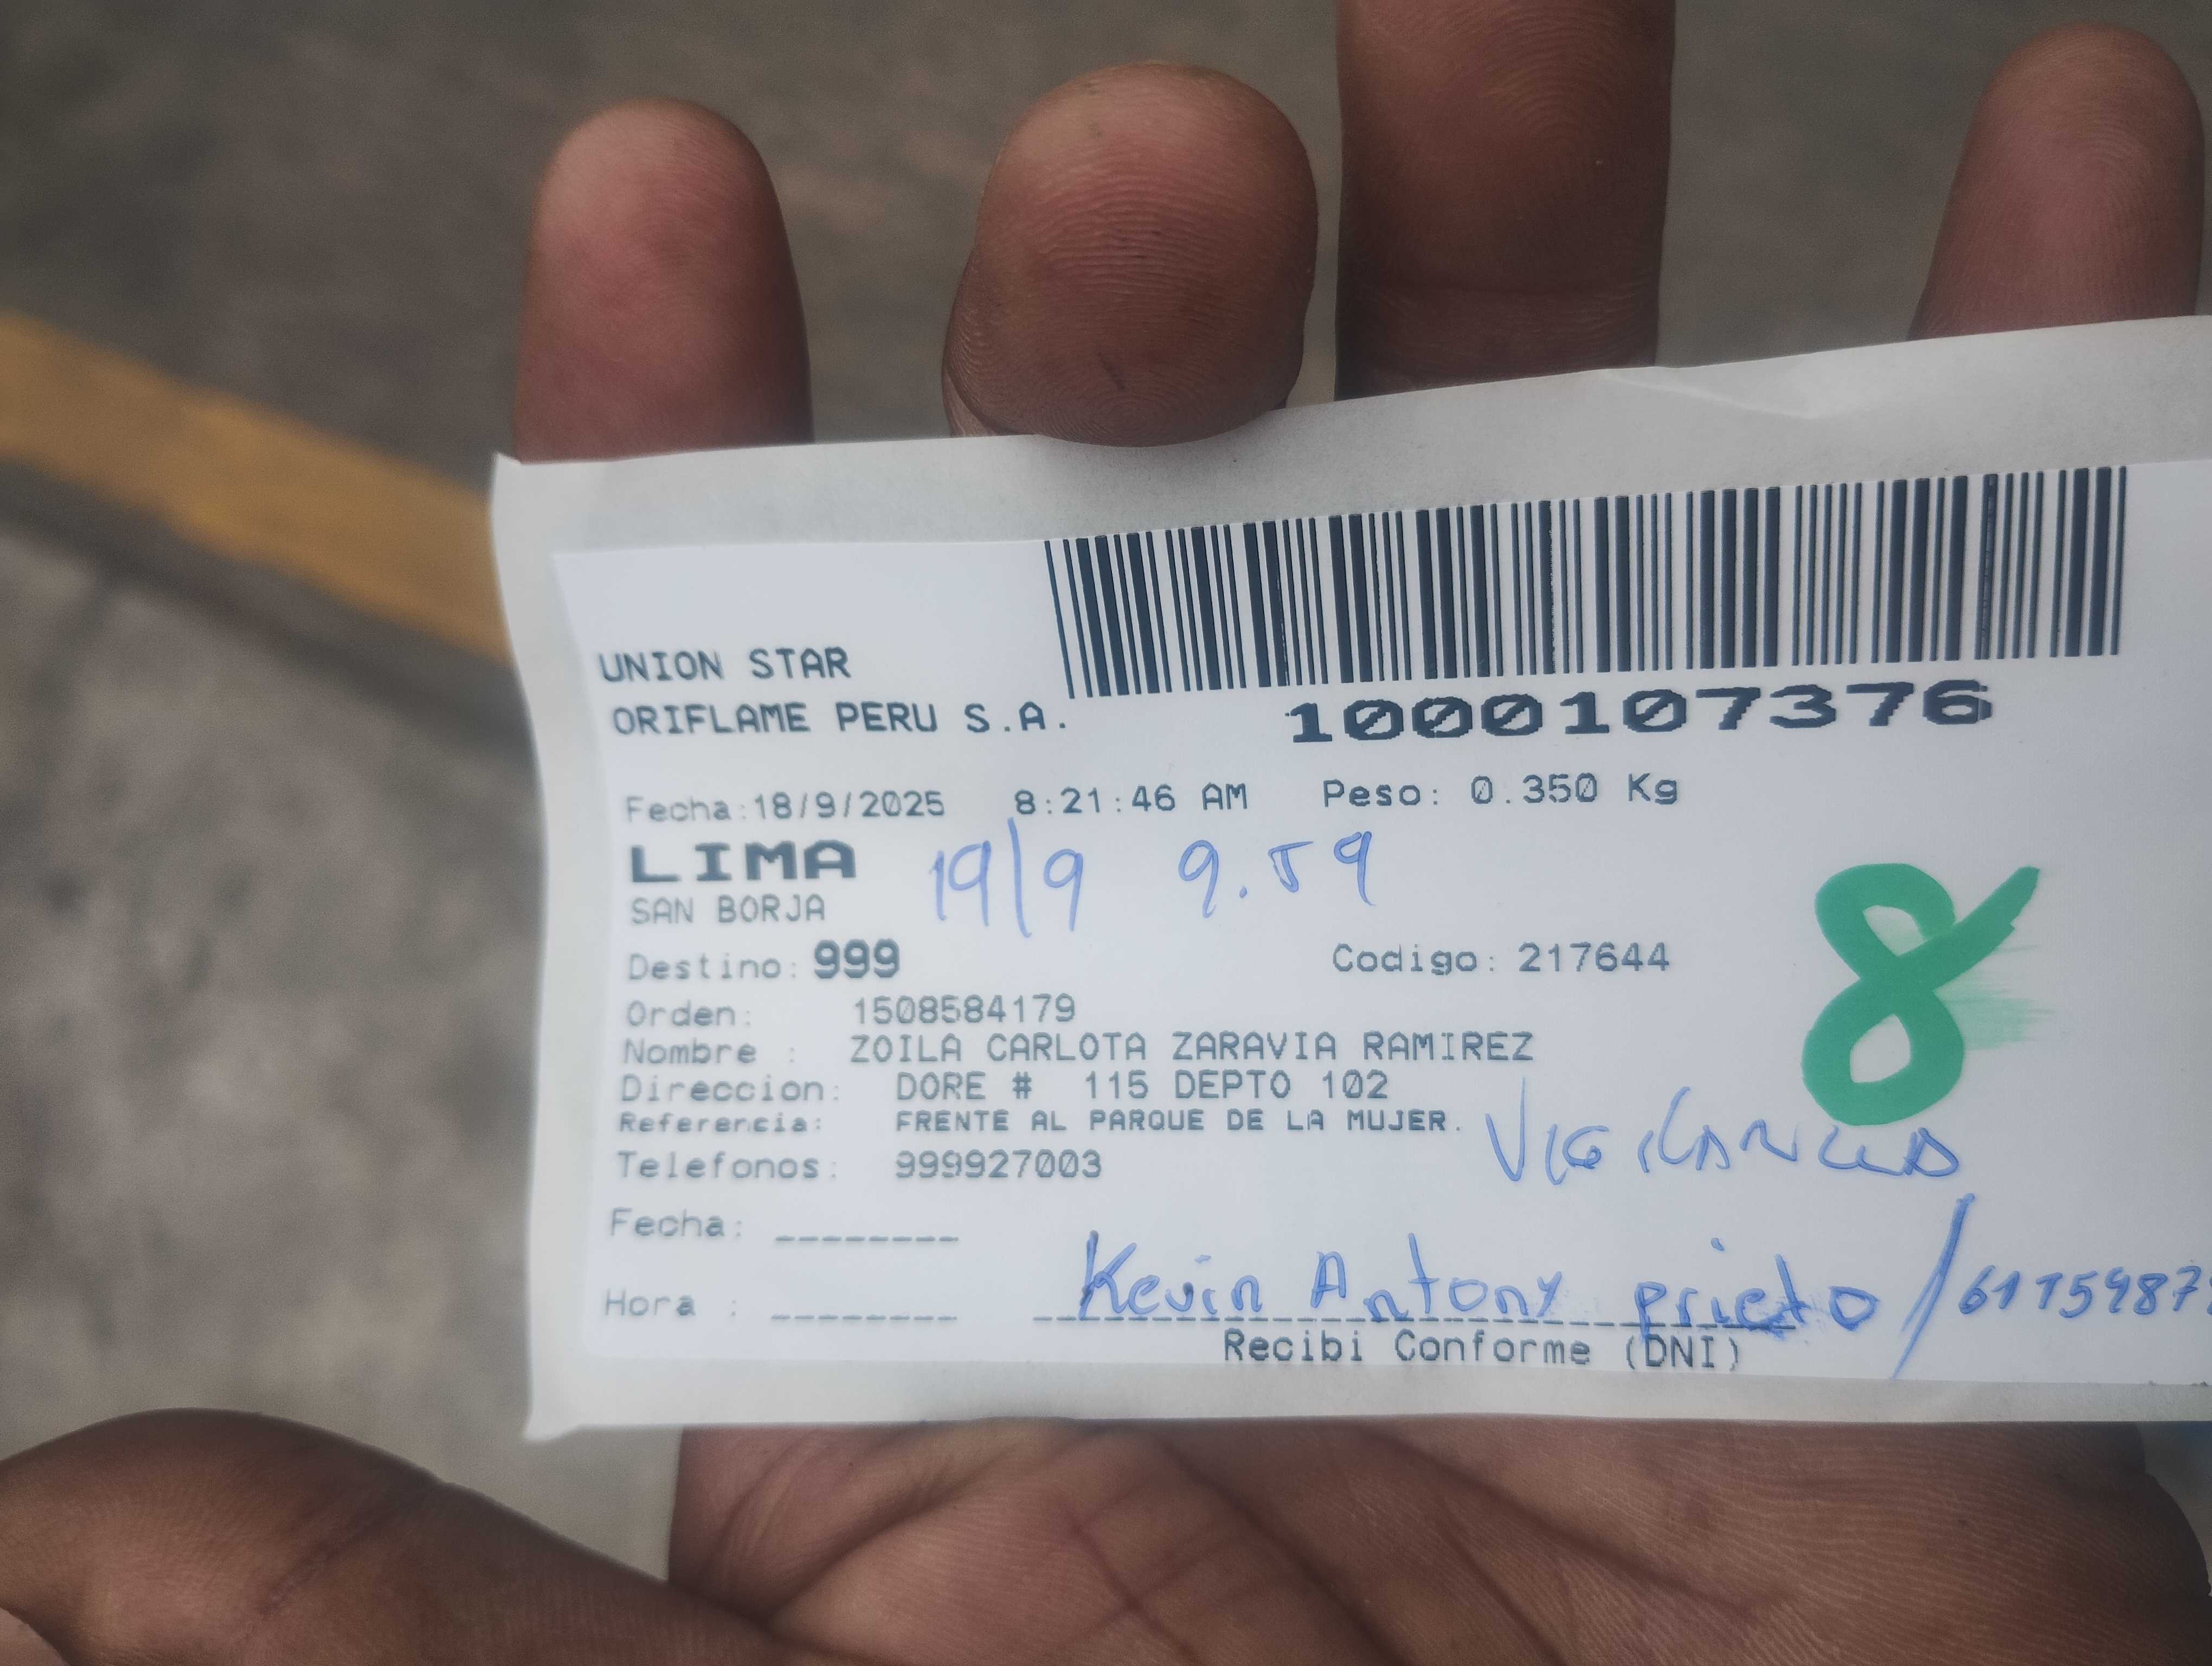 UNION STAR
ORIFLAME PERU S.A.
1000107376
Fecha:18/9/2025 8:21:46 AM Peso: 0.350 Kg
LIMA 19/9 9.59
SAN BORJA
8
Destino: 999 Codigo: 217644
Orden: 1508584179
Nombre : ZOILA CARLOTA ZARAVIA RAMIREZ
Direccion: DORE # 115 DEPTO 102
Referencia: FRENTE AL PARQUE DE LA MUJER.
VIGILANCIA
Telefonos: 999927003
Fecha: ________
Kevin Antony prieto /
Hora : ________
Recibi Conforme (DNI)